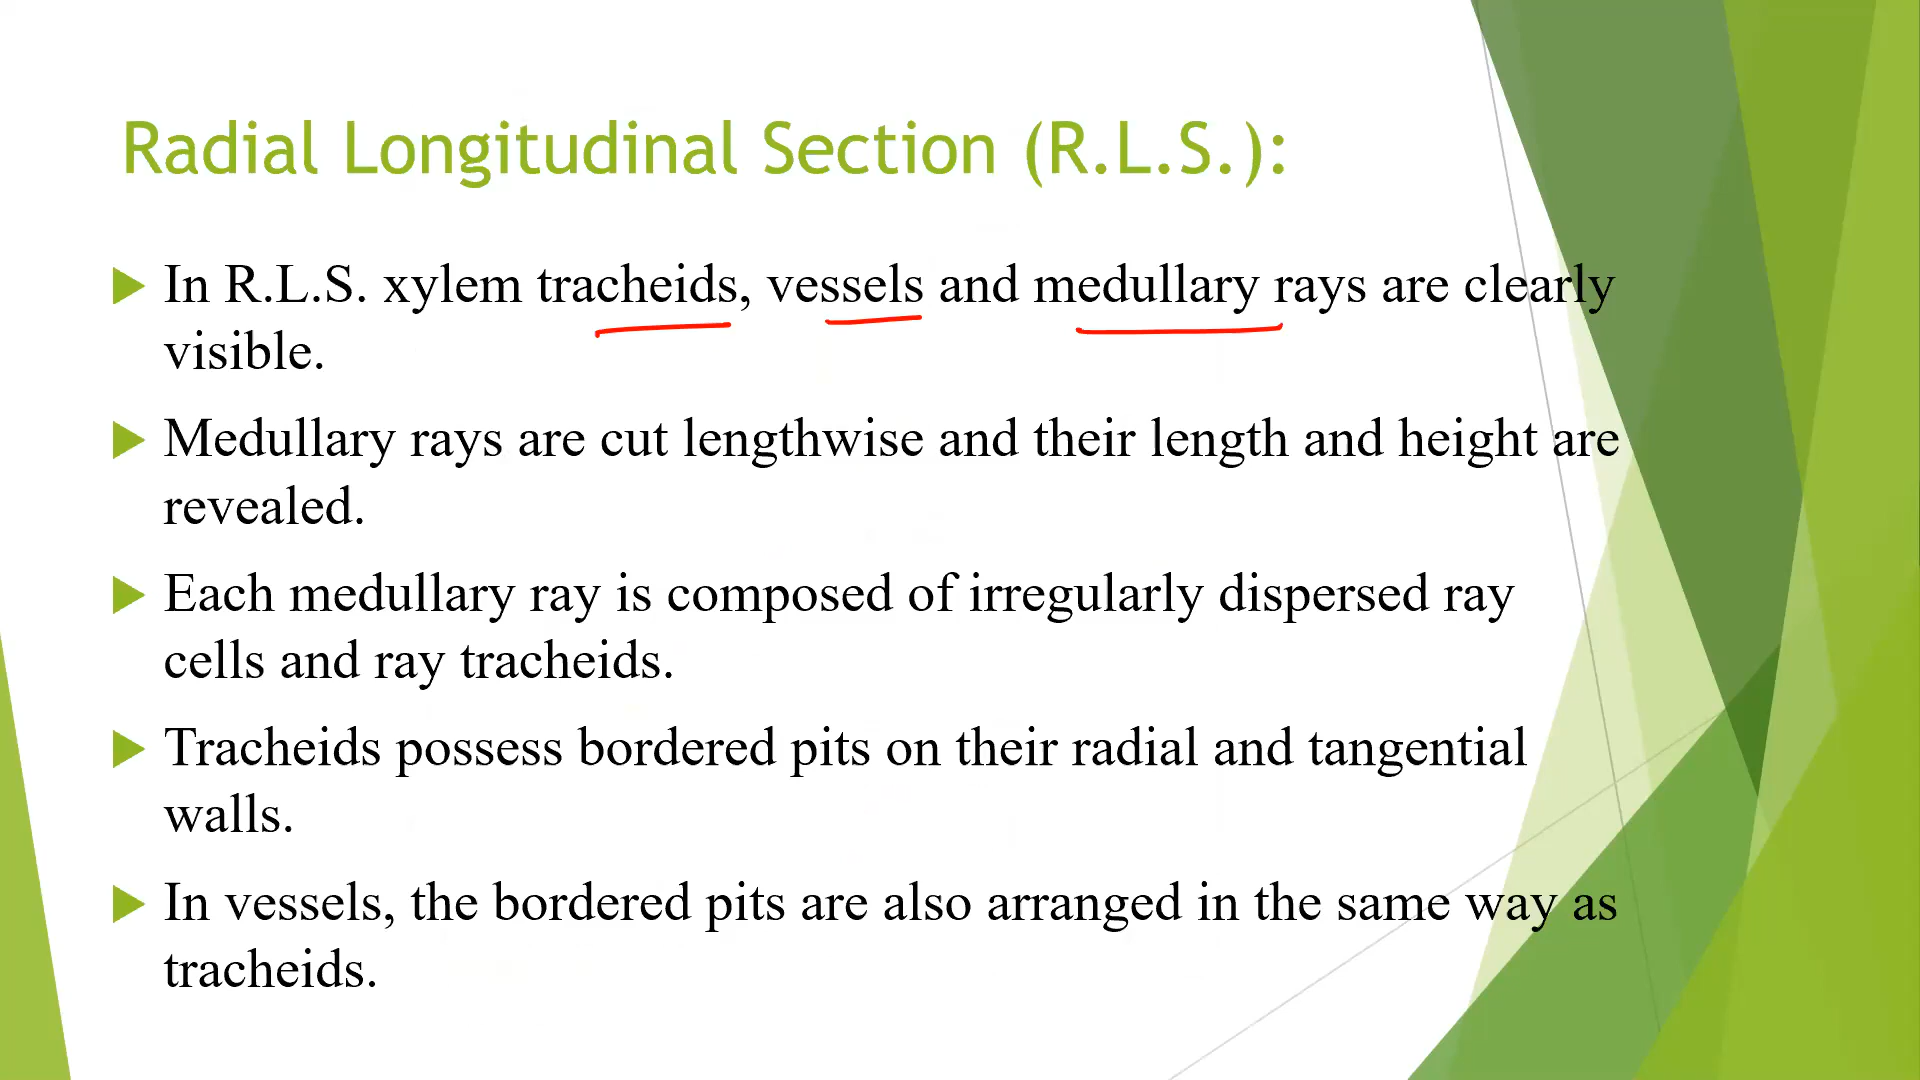 Radial Longitudinal Section (R.L.S.):
In R.L.S. xylem tracheids, vessels and medullary rays are clearly
visible.
Medullary rays are cut lengthwise and their length and height are
revealed.
Each medullary ray is composed of irregularly dispersed ray
cells and ray tracheids.
Tracheids possess bordered pits on their radial and tangential
walls.
In vessels, the bordered pits are also arranged in the same way as
tracheids.